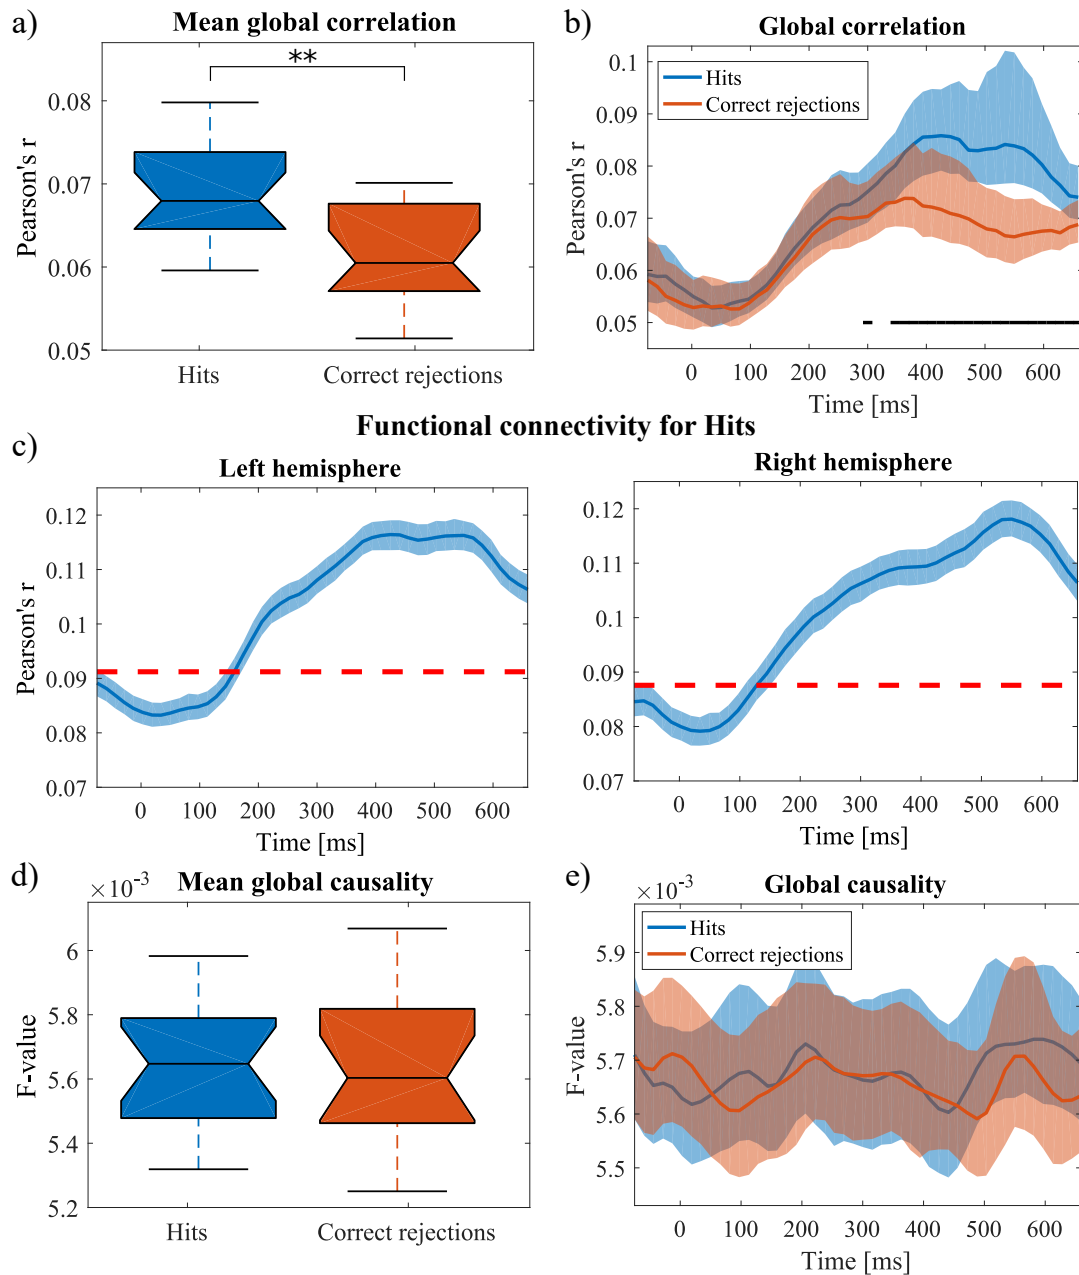 a)
Mean global correlation
**
Pearson's r
0.08
0.07
0.06
0.05
Hits
Correct rejections
b)
Global correlation
Hits
Correct rejections
Pearson's r
0.1
0.09
0.08
0.07
0.06
0.05
0 100 200 300 400 500 600
Time [ms]
Functional connectivity for Hits
c)
Left hemisphere
Pearson's r
0.12
0.11
0.1
0.09
0.08
0.07
0 100 200 300 400 500 600
Time [ms]
Right hemisphere
0.12
0.11
0.1
0.09
0.08
0.07
0 100 200 300 400 500 600
Time [ms]
d)
×10⁻³
Mean global causality
F-value
6
5.8
5.6
5.4
5.2
Hits
Correct rejections
e)
×10⁻³
Global causality
Hits
Correct rejections
F-value
5.9
5.8
5.7
5.6
5.5
0 100 200 300 400 500 600
Time [ms]